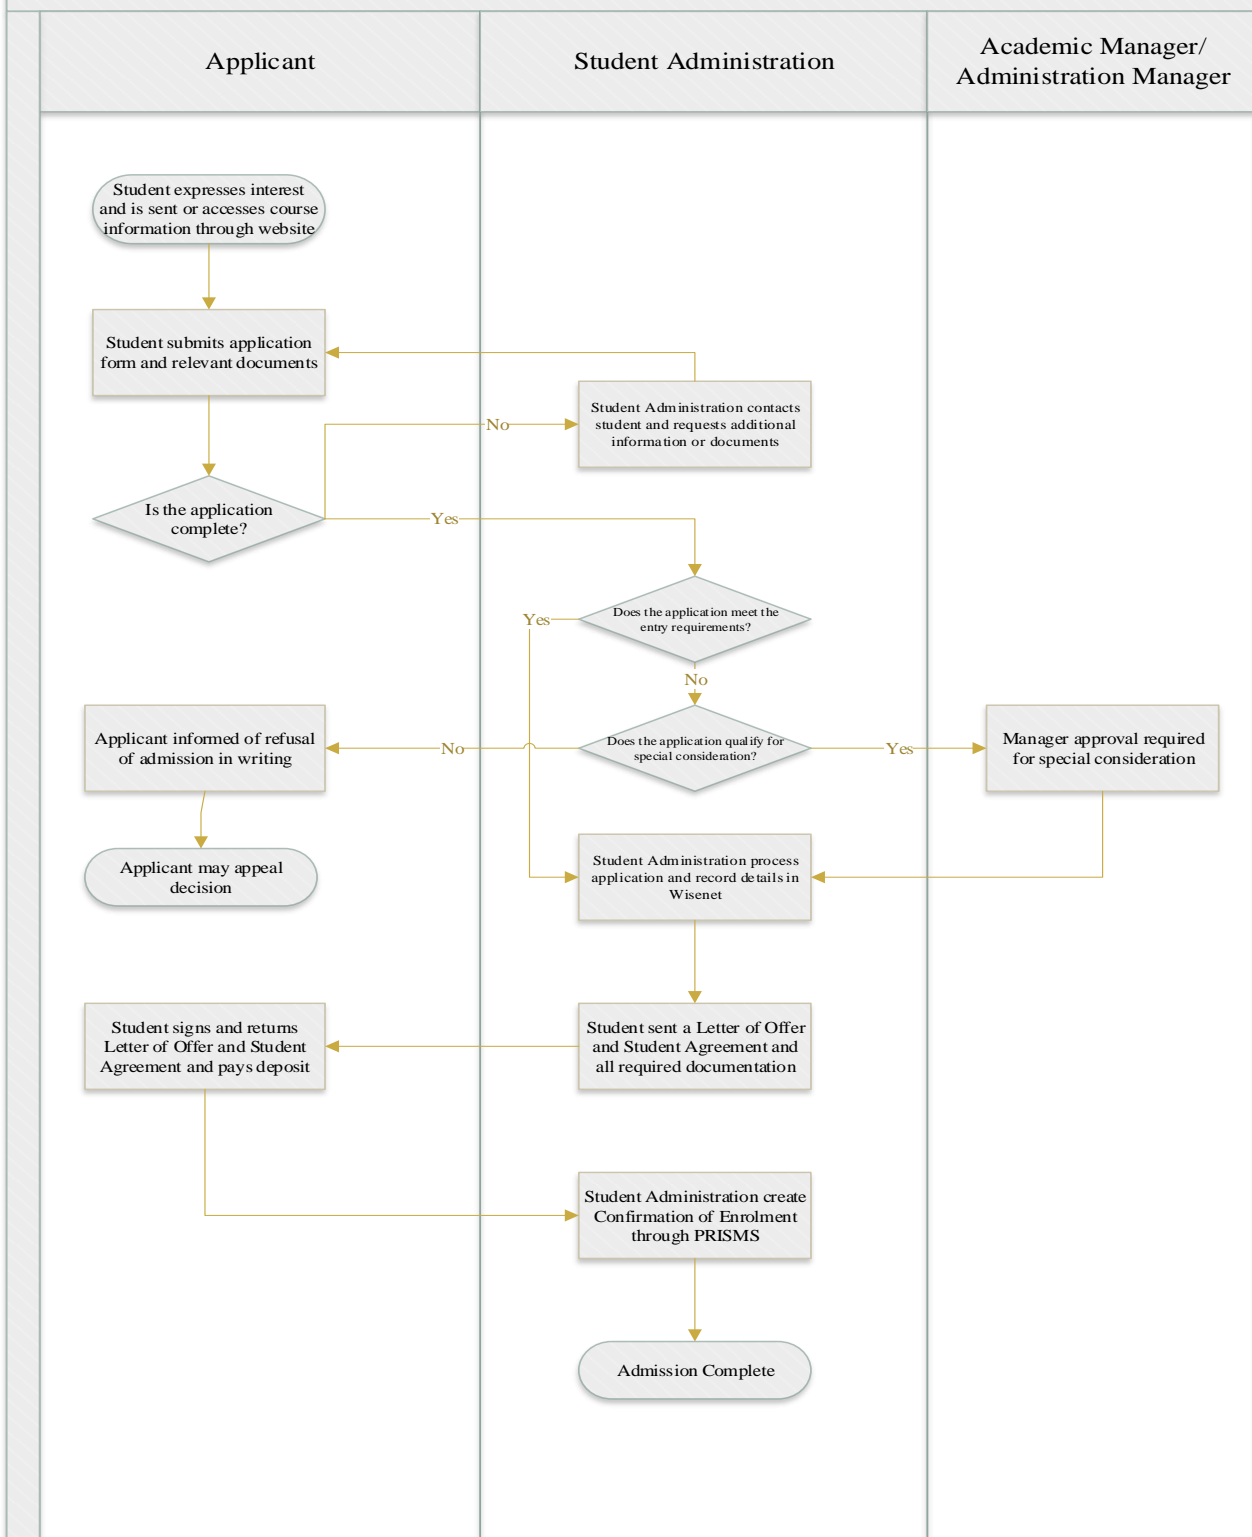 Applicant
Student Administration
Academic Manager/
Administration Manager
Student expresses interest
and is sent or accesses course
information through website
Student submits application
form and relevant documents
Student Administration contacts
student and requests additional
information or documents
No
Is the application
complete?
Yes
Does the application meet the
entry requirements?
Yes
No
Applicant informed of refusal
of admission in writing
No
Does the application qualify for
special consideration?
Yes
Manager approval required
for special consideration
Applicant may appeal
decision
Student Administration process
application and record details in
Wisenet
Student signs and returns
Letter of Offer and Student
Agreement and pays deposit
Student sent a Letter of Offer
and Student Agreement and
all required documentation
Student Administration create
Confirmation of Enrolment
through PRISMS
Admission Complete